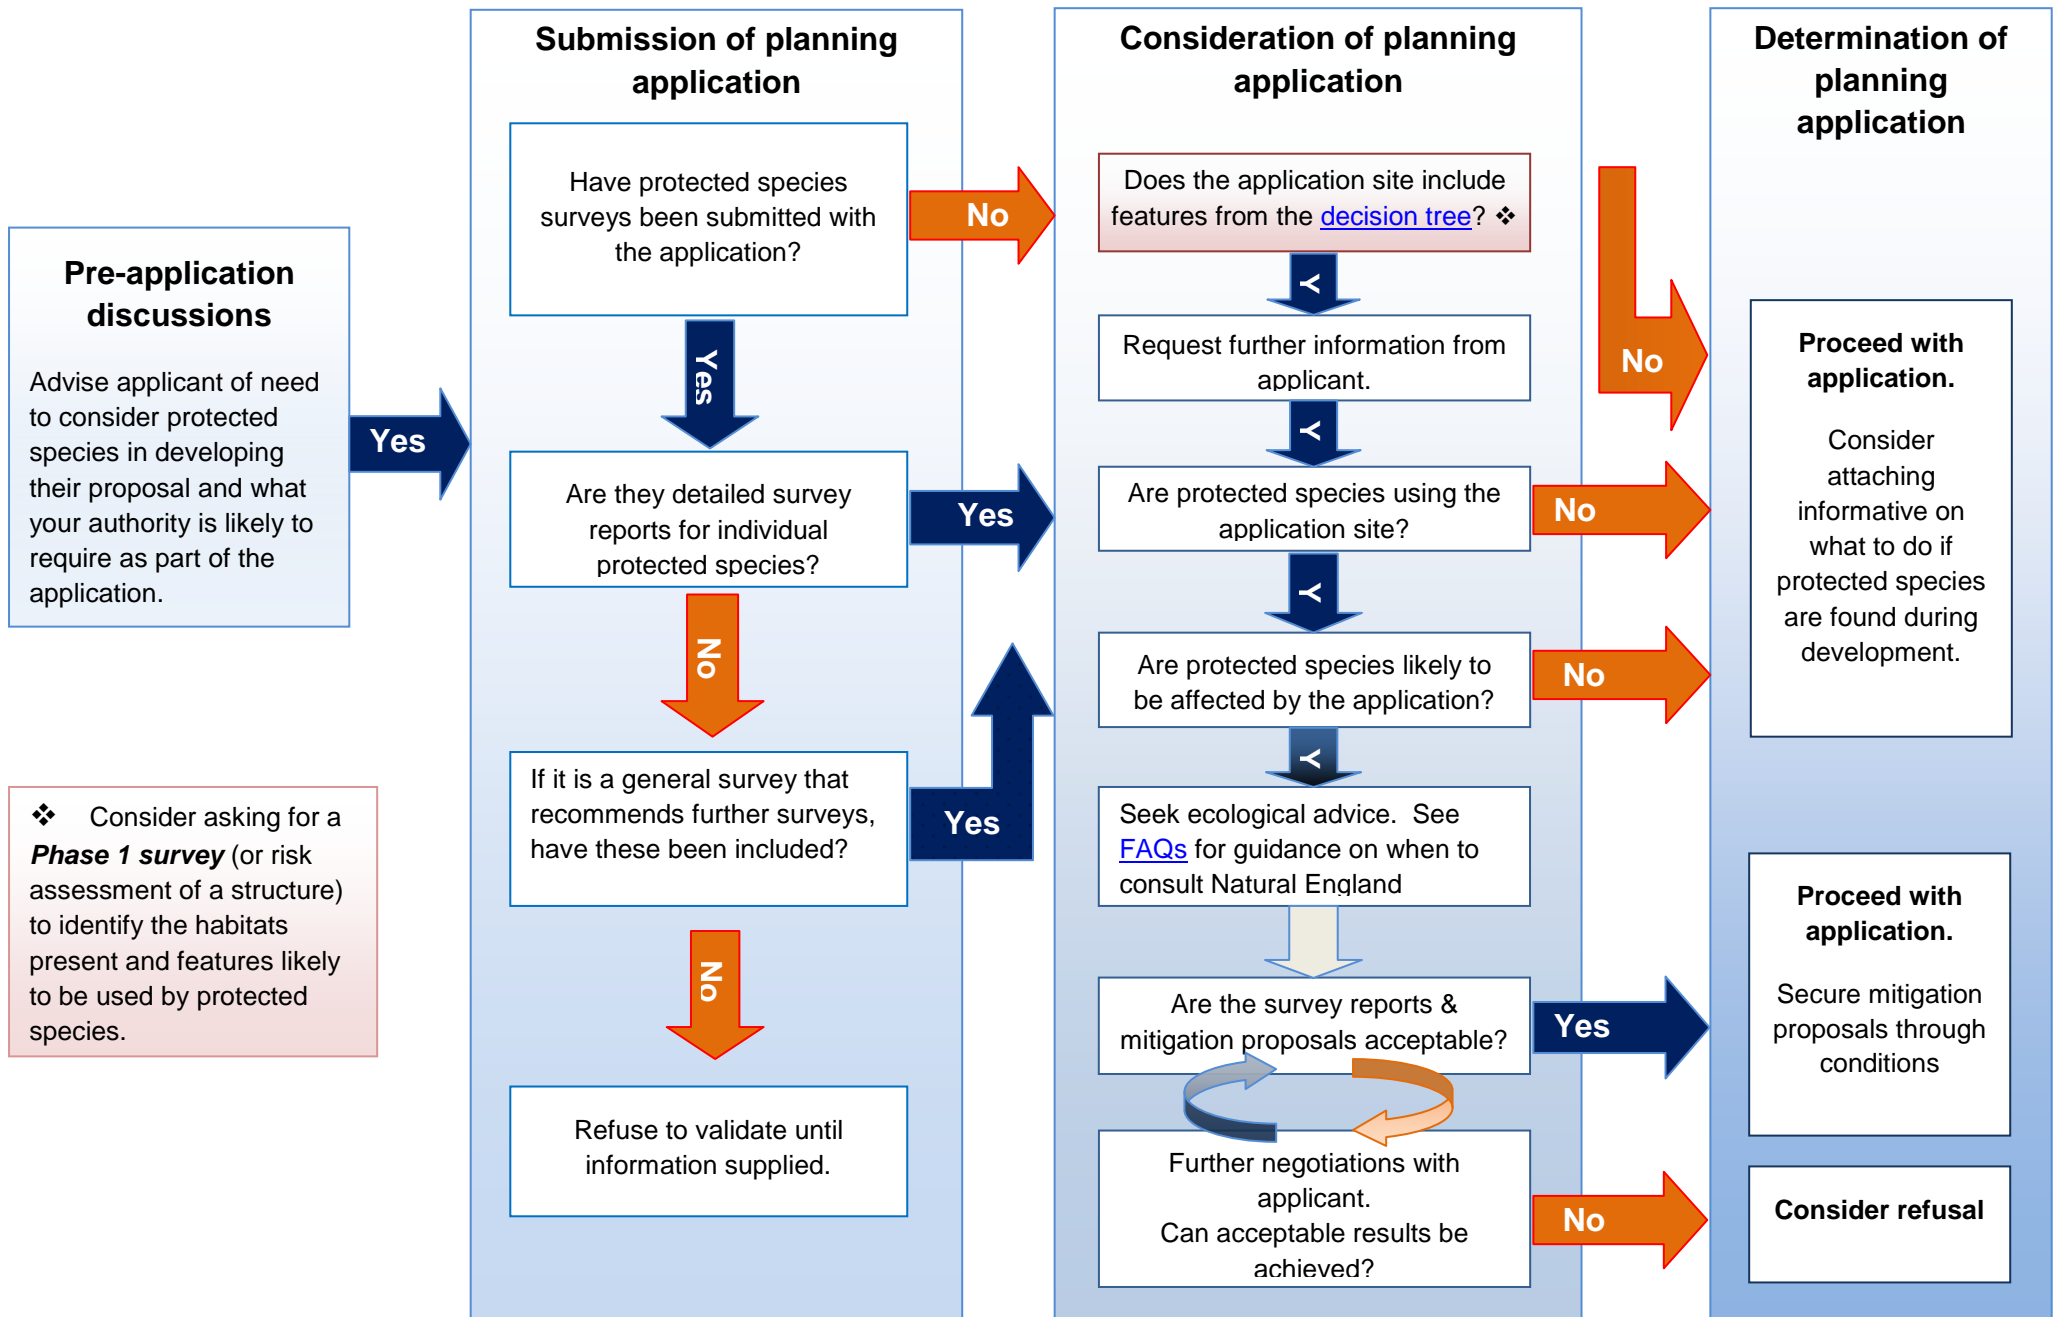 Pre-application
discussions
Advise applicant of need
to consider protected
species in developing
their proposal and what
your authority is likely to
require as part of the
application.
Yes
❖ Consider asking for a
Phase 1 survey (or risk
assessment of a structure)
to identify the habitats
present and features likely
to be used by protected
species.
Submission of planning
application
Have protected species
surveys been submitted with
the application?
No
Yes
Are they detailed survey
reports for individual
protected species?
Yes
No
If it is a general survey that
recommends further surveys,
have these been included?
Yes
No
Refuse to validate until
information supplied.
Consideration of planning
application
Does the application site include
features from the decision tree? ❖
No
Y
Request further information from
applicant.
Y
Are protected species using the
application site?
No
Y
Are protected species likely to
be affected by the application?
No
Y
Seek ecological advice.  See
FAQs for guidance on when to
consult Natural England
Are the survey reports &
mitigation proposals acceptable?
Yes
Further negotiations with
applicant.
Can acceptable results be
achieved?
No
Determination of
planning
application
Proceed with
application.
Consider
attaching
informative on
what to do if
protected species
are found during
development.
Proceed with
application.
Secure mitigation
proposals through
conditions
Consider refusal